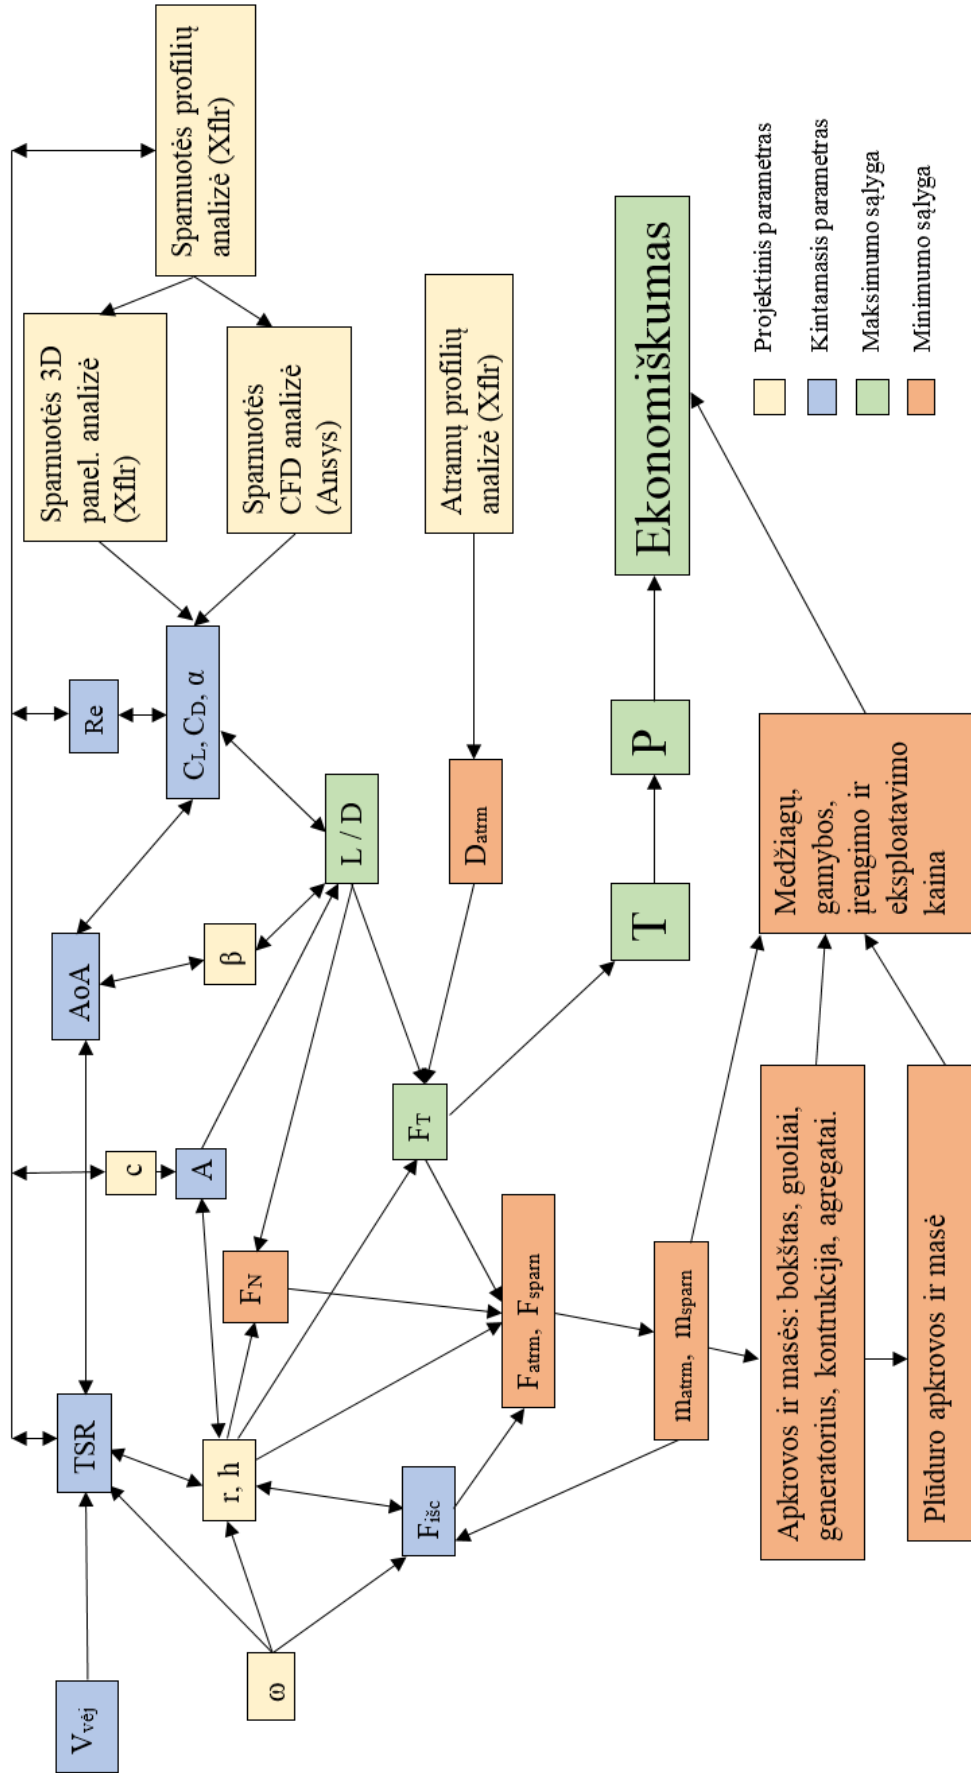 V vėj
TSR
AoA
Re
Sparnuotės 3D
panel. analizė
(Xflr)
Sparnuotės profilių
analizė (Xflr)
c
A
β
CL, CD, α
Sparnuotės
CFD analizė
(Ansys)
ω
r, h
FN
L / D
Fišc
FT
Datrm
Atramų profilių
analizė (Xflr)
Fatrm, Fsparn
matrm, msparn
T
P
Ekonomiškumas
Apkrovos ir masės: bokštas, guoliai,
generatorius, kontrukcija, agregatai.
Medžiagų,
gamybos,
įrengimo ir
eksploatavimo
kaina
Plūduro apkrovos ir masė
Projektinis parametras
Kintamasis parametras
Maksimumo sąlyga
Minimumo sąlyga